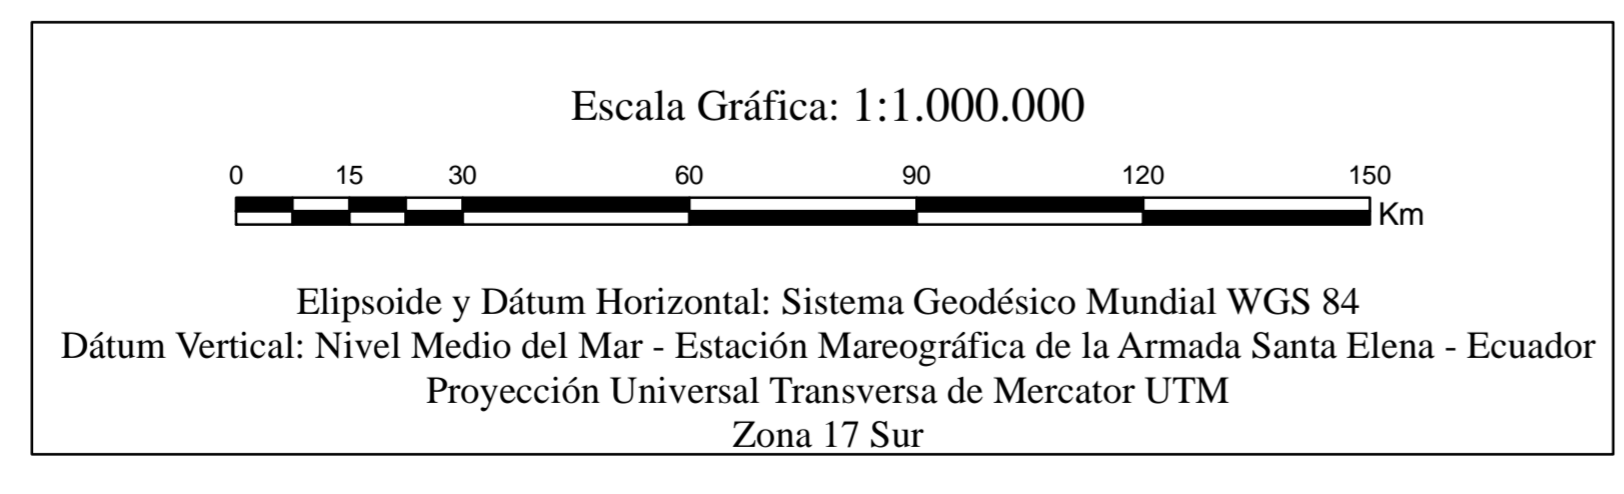 Escala Gráfica: 1:1.000.000
0 15 30 60 90 120 150
Km
Elipsoide y Dátum Horizontal: Sistema Geodésico Mundial WGS 84
Dátum Vertical: Nivel Medio del Mar - Estación Mareográfica de la Armada Santa Elena - Ecuador
Proyección Universal Transversa de Mercator UTM
Zona 17 Sur